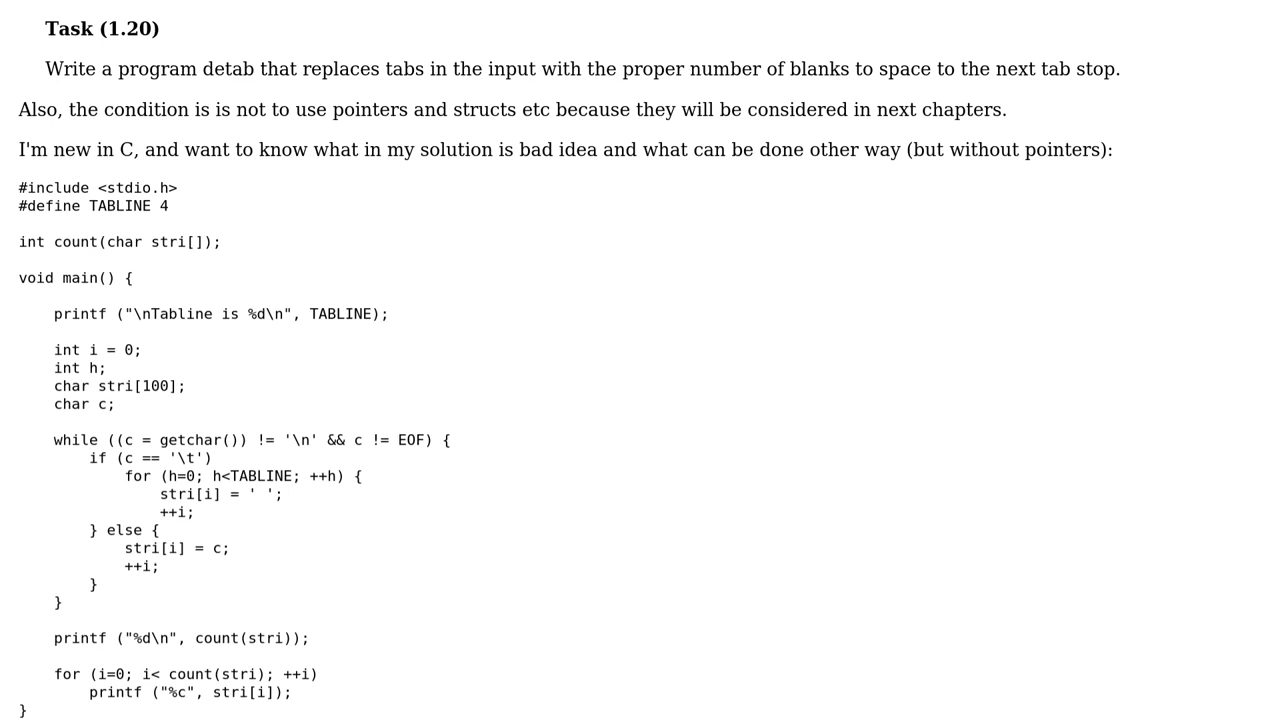 Task (1.20)
Write a program detab that replaces tabs in the input with the proper number of blanks to space to the next tab stop.
Also, the condition is is not to use pointers and structs etc because they will be considered in next chapters.
I'm new in C, and want to know what in my solution is bad idea and what can be done other way (but without pointers):
#include <stdio.h>
#define TABLINE 4

int count(char stri[]);

void main() {

    printf ("\nTabline is %d\n", TABLINE);

    int i = 0;
    int h;
    char stri[100];
    char c;

    while ((c = getchar()) != '\n' && c != EOF) {
        if (c == '\t')
            for (h=0; h<TABLINE; ++h) {
                stri[i] = ' ';
                ++i;
        } else {
            stri[i] = c;
            ++i;
        }
    }

    printf ("%d\n", count(stri));

    for (i=0; i< count(stri); ++i)
        printf ("%c", stri[i]);
}